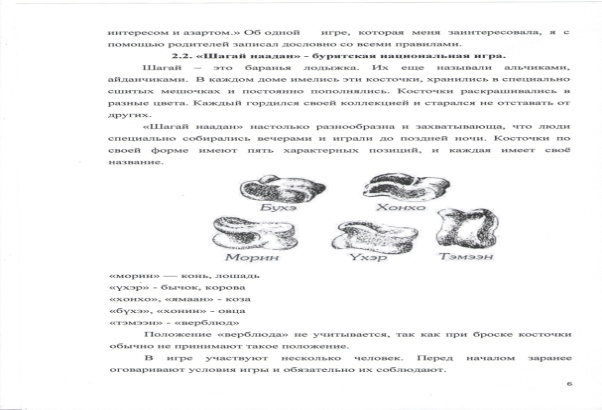 интересом и азартом.» Об одной игре, которая меня заинтересовала, я с
помощью родителей записал дословно со всеми правилами.
2.2. «Шагай наадан» - бурятская национальная игра.
Шагай – это баранья лодыжка. Их еще называли альчиками,
айданчиками. В каждом доме имелись эти косточки, хранились в специально
сшитых мешочках и постоянно пополнялись. Косточки раскрашивались в
разные цвета. Каждый гордился своей коллекцией и старался не отставать от
других.
«Шагай наадан» настолько разнообразна и захватывающа, что люди
специально собирались вечерами и играли до поздней ночи. Косточки по
своей форме имеют пять характерных позиций, и каждая имеет своё
название.
Бүхэ Хонхо
Морин Үхэр Тэмээн
«морин» — конь, лошадь
«үхэр» - бычок, корова
«хонхо», «ямаан» - коза
«бүхэ», «хонин» - овца
«тэмээн» - «верблюд»
Положение «верблюда» не учитывается, так как при броске косточки
обычно не принимают такое положение.
В игре участвуют несколько человек. Перед началом заранее
оговаривают условия игры и обязательно их соблюдают.
6